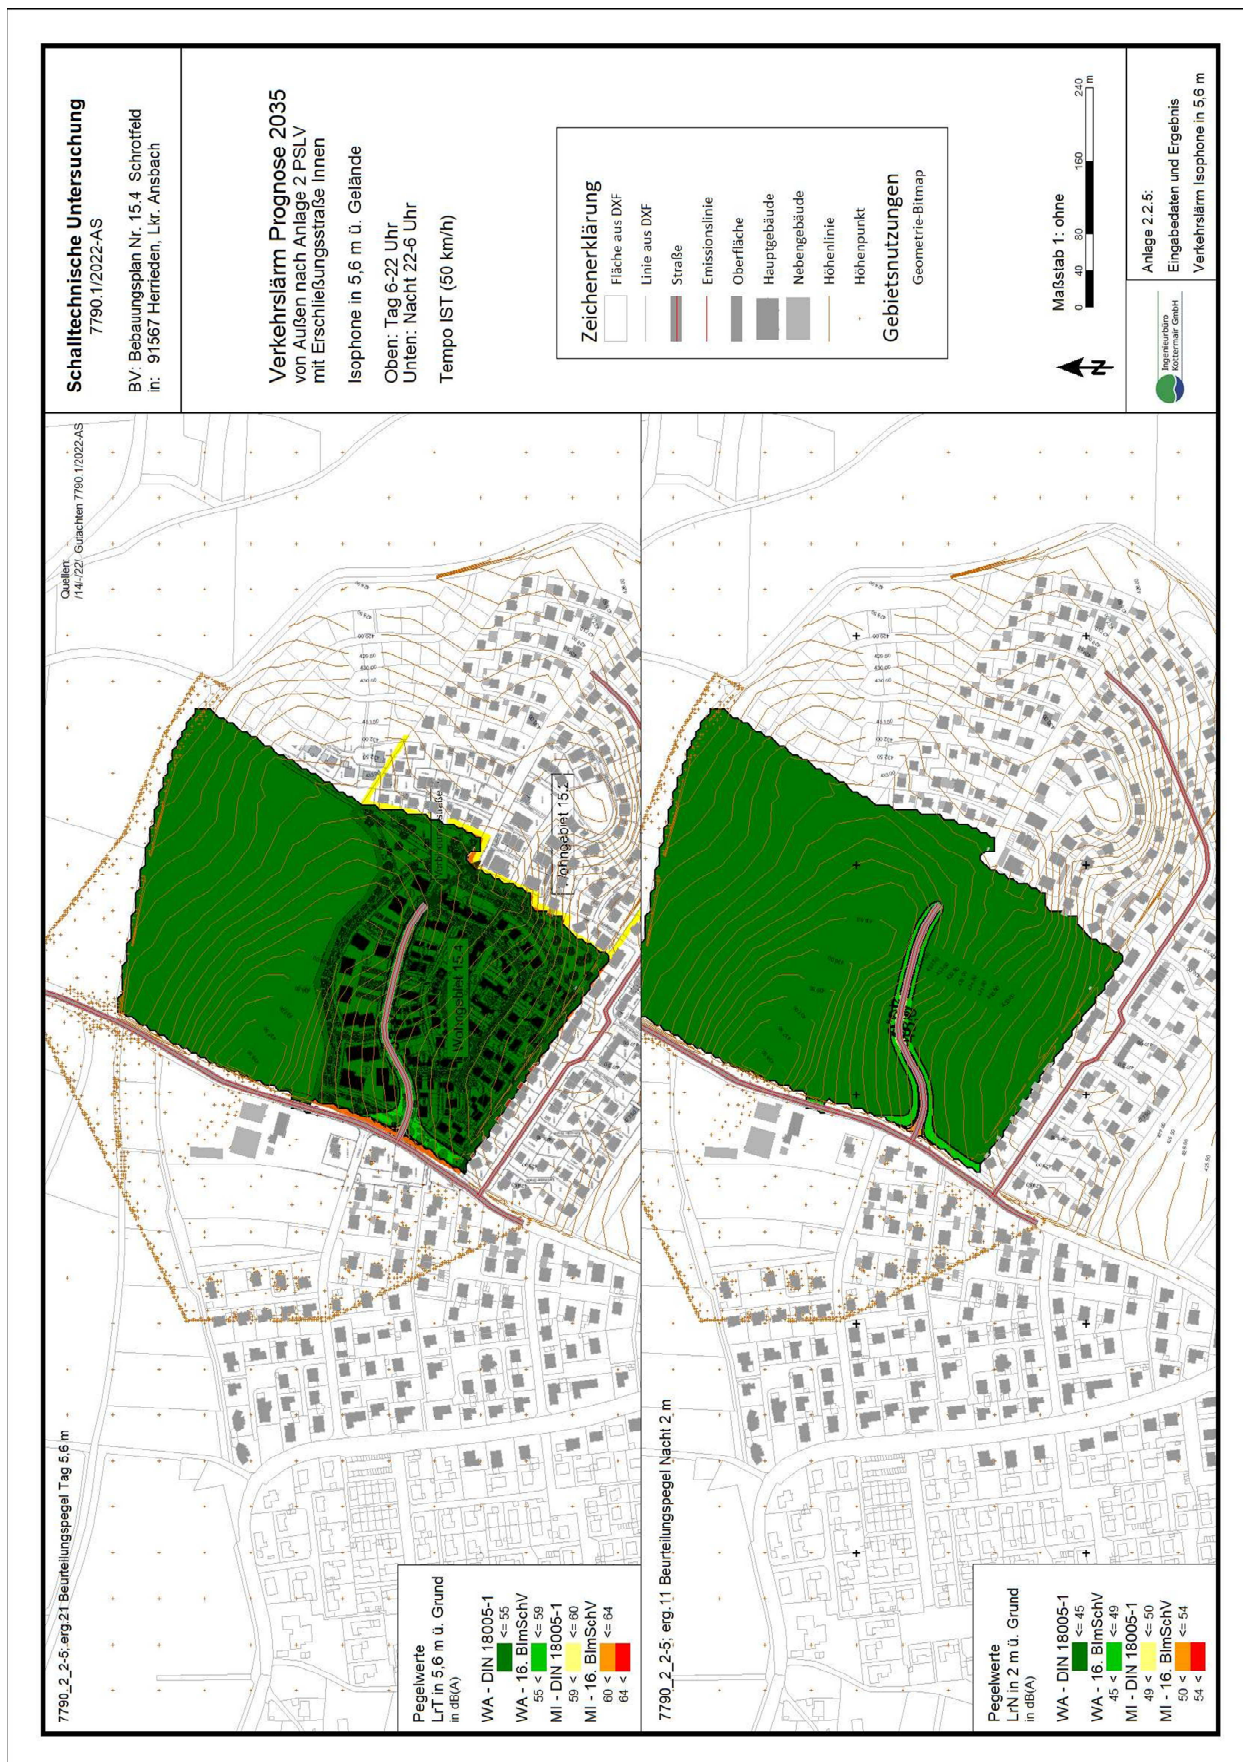 Schalltechnische Untersuchung
7790.1/2022-AS
BV: Bebauungsplan Nr. 15.4 Schrotfeld
in: 91567 Herrieden, Lkr. Ansbach
Verkehrslärm Prognose 2035
von Außen nach Anlage 2 PSLV
mit Erschließungsstraße Innen
Isophone in 5,6 m ü. Gelände
Oben: Tag 6-22 Uhr
Unten: Nacht 22-6 Uhr
Tempo IST (50 km/h)
Zeichenerklärung
Fläche aus DXF
Linie aus DXF
Straße
Emissionslinie
Oberfläche
Hauptgebäude
Nebengebäude
Höhenlinie
Höhenpunkt
Gebietsnutzungen
Geometrie-Bitmap
Maßstab 1: ohne
0 40 80 160 240
m
N
Ingenieurbüro
Kottermair GmbH
Anlage 2.2.5:
Eingabedaten und Ergebnis
Verkehrslärm Isophone in 5,6 m
7790_2_2-5; erg.21 Beurteilungspegel Tag 5,6 m
Quellen:
/14/-/22/: Gutachten 7790.1/2022-AS
Wohngebiet 15.4
Wohngebiet 15.2
Pegelwerte
LrT in 5,6 m ü. Grund
in dB(A)
WA - DIN 18005-1
<= 55
WA - 16. BImSchV
55 < <= 59
MI - DIN 18005-1
59 < <= 60
MI - 16. BImSchV
60 < <= 64
64 <
7790_2_2-5; erg.11 Beurteilungspegel Nacht 2 m
Pegelwerte
LrN in 2 m ü. Grund
in dB(A)
WA - DIN 18005-1
<= 45
WA - 16. BImSchV
45 < <= 49
MI - DIN 18005-1
49 < <= 50
MI - 16. BImSchV
50 < <= 54
54 <